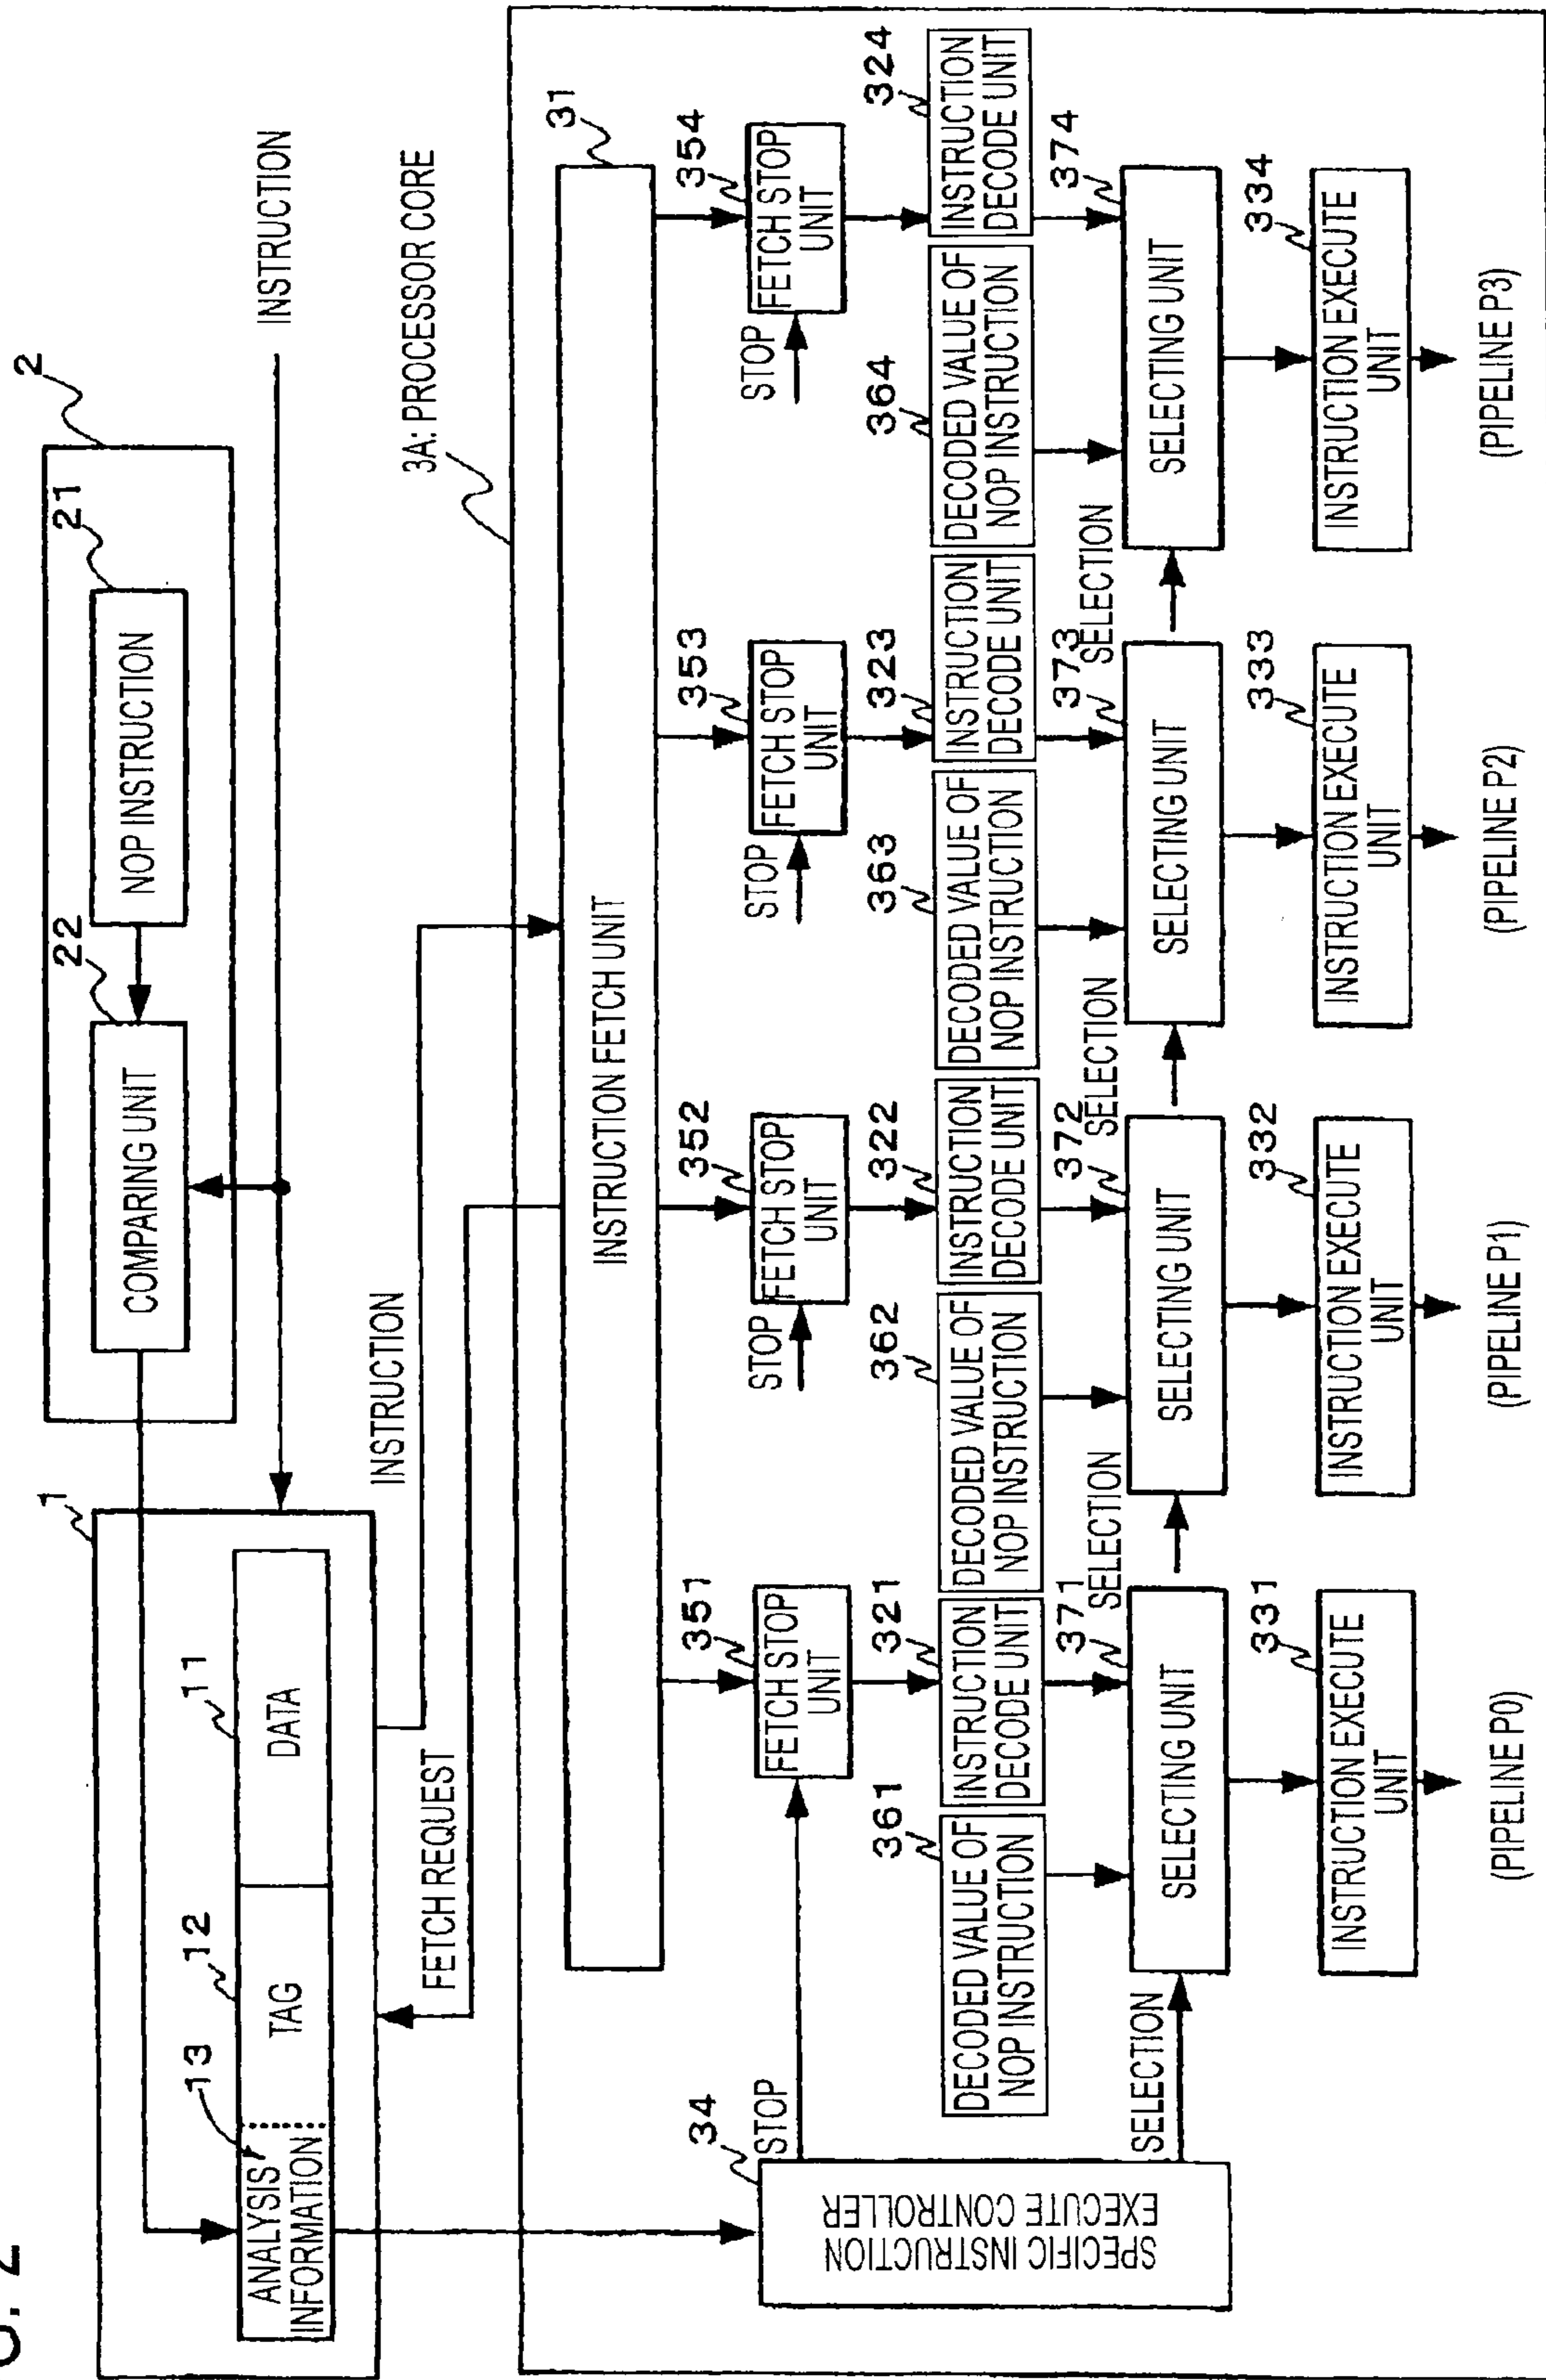 G. 2
1
2
21
22
NOP INSTRUCTION
COMPARING UNIT
INSTRUCTION
11
12
13
ANALYSIS
INFORMATION
TAG
DATA
FETCH REQUEST
INSTRUCTION
3A: PROCESSOR CORE
31
INSTRUCTION FETCH UNIT
34
SPECIFIC INSTRUCTION
EXECUTE CONTROLLER
STOP
SELECTION
351
FETCH STOP
UNIT
STOP
352
FETCH STOP
UNIT
STOP
353
FETCH STOP
UNIT
STOP
354
FETCH STOP
UNIT
361
DECODED VALUE OF
NOP INSTRUCTION
321
INSTRUCTION
DECODE UNIT
362
DECODED VALUE OF
NOP INSTRUCTION
322
INSTRUCTION
DECODE UNIT
363
DECODED VALUE OF
NOP INSTRUCTION
323
INSTRUCTION
DECODE UNIT
364
DECODED VALUE OF
NOP INSTRUCTION
324
INSTRUCTION
DECODE UNIT
371
SELECTING UNIT
SELECTION
372
SELECTING UNIT
SELECTION
373
SELECTING UNIT
SELECTION
374
SELECTING UNIT
331
INSTRUCTION EXECUTE
UNIT
332
INSTRUCTION EXECUTE
UNIT
333
INSTRUCTION EXECUTE
UNIT
334
INSTRUCTION EXECUTE
UNIT
(PIPELINE P0)
(PIPELINE P1)
(PIPELINE P2)
(PIPELINE P3)